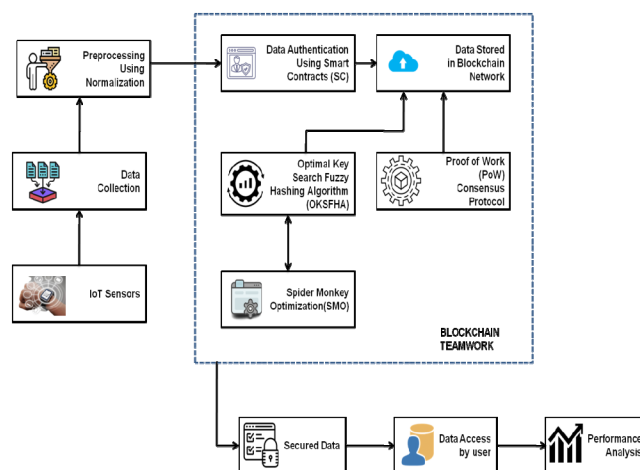 Preprocessing
Using
Normalization
Data Authentication
Using Smart
Contracts (SC)
Data Stored
in Blockchain
Network
Data
Collection
Optimal Key
Search Fuzzy
Hashing Algorithm
(OKSFHA)
Proof of Work
(PoW)
Consensus
Protocol
IoT Sensors
Spider Monkey
Optimization(SMO)
BLOCKCHAIN
TEAMWORK
Secured Data
Data Access
by user
Performance
Analysis